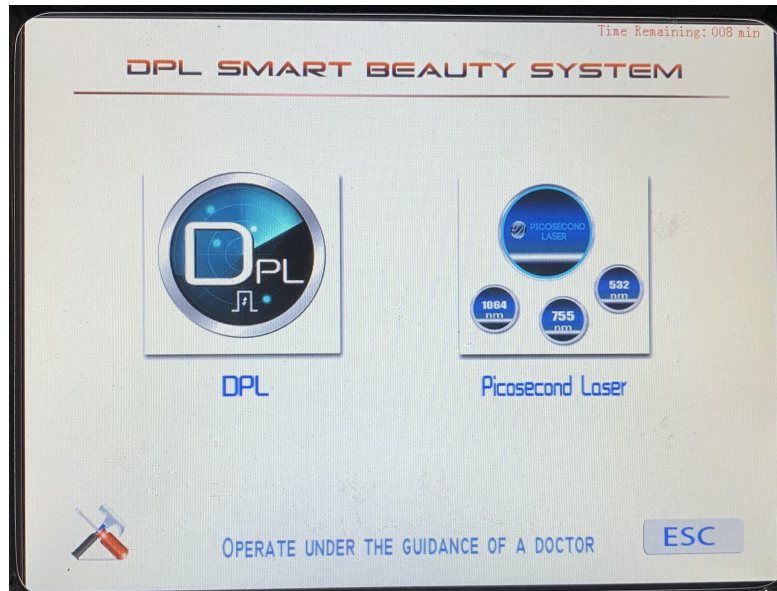 Time Remaining: 008 min
DPL SMART BEAUTY SYSTEM
DPL
PICOSECOND
LASER
1064
nm
755
nm
532
nm
DPL
Picosecond Laser
OPERATE UNDER THE GUIDANCE OF A DOCTOR
ESC